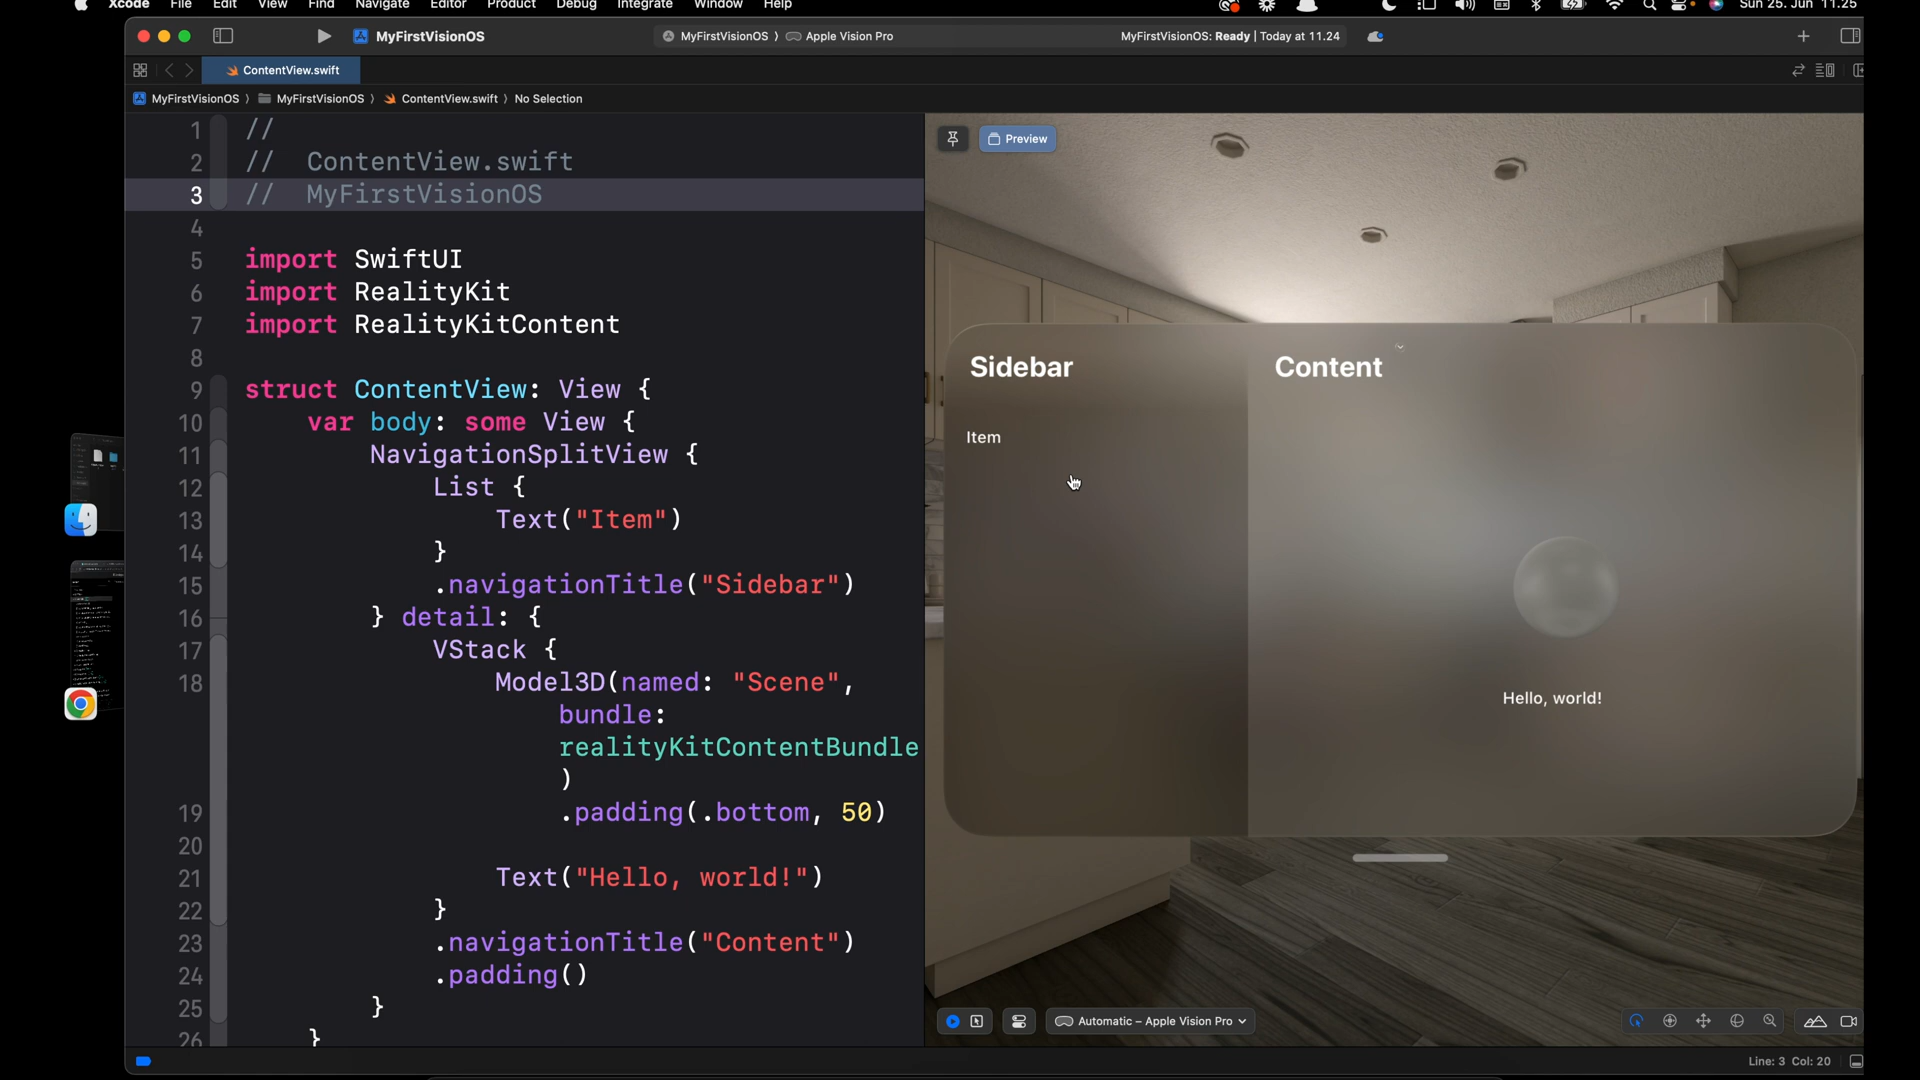 Xcode File Edit View Find Navigate Editor Product Debug Integrate Window Help Sun 25. Jun 11.25
MyFirstVisionOS MyFirstVisionOS 〉 Apple Vision Pro MyFirstVisionOS: Ready | Today at 11.24
ContentView.swift
MyFirstVisionOS 〉 MyFirstVisionOS 〉 ContentView.swift 〉 No Selection
1 //
2 // ContentView.swift
3 // MyFirstVisionOS
4
5 import SwiftUI
6 import RealityKit
7 import RealityKitContent
8
9 struct ContentView: View {
10 var body: some View {
11 NavigationSplitView {
12 List {
13 Text("Item")
14 }
15 .navigationTitle("Sidebar")
16 } detail: {
17 VStack {
18 Model3D(named: "Scene",
bundle:
realityKitContentBundle
)
19 .padding(.bottom, 50)
20
21 Text("Hello, world!")
22 }
23 .navigationTitle("Content")
24 .padding()
25 }
26 }
Preview
Sidebar
Item
Content
Hello, world!
Automatic – Apple Vision Pro
Line: 3 Col: 20